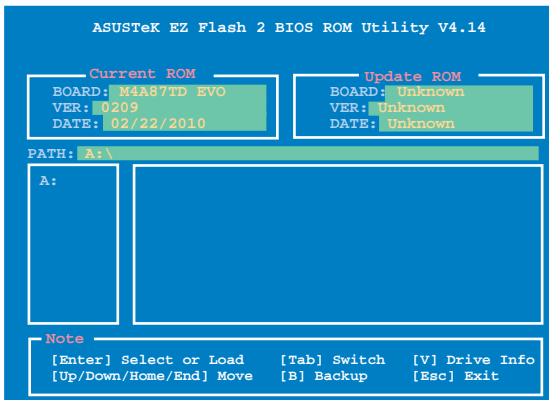 ASUSTeK EZ Flash 2 BIOS ROM Utility V4.14
Current ROM
BOARD: M4A87TD EVO
VER: 0209
DATE: 02/22/2010
Update ROM
BOARD: Unknown
VER: Unknown
DATE: Unknown
PATH: A:\
A:
Note
[Enter] Select or Load [Tab] Switch [V] Drive Info
[Up/Down/Home/End] Move [B] Backup [Esc] Exit